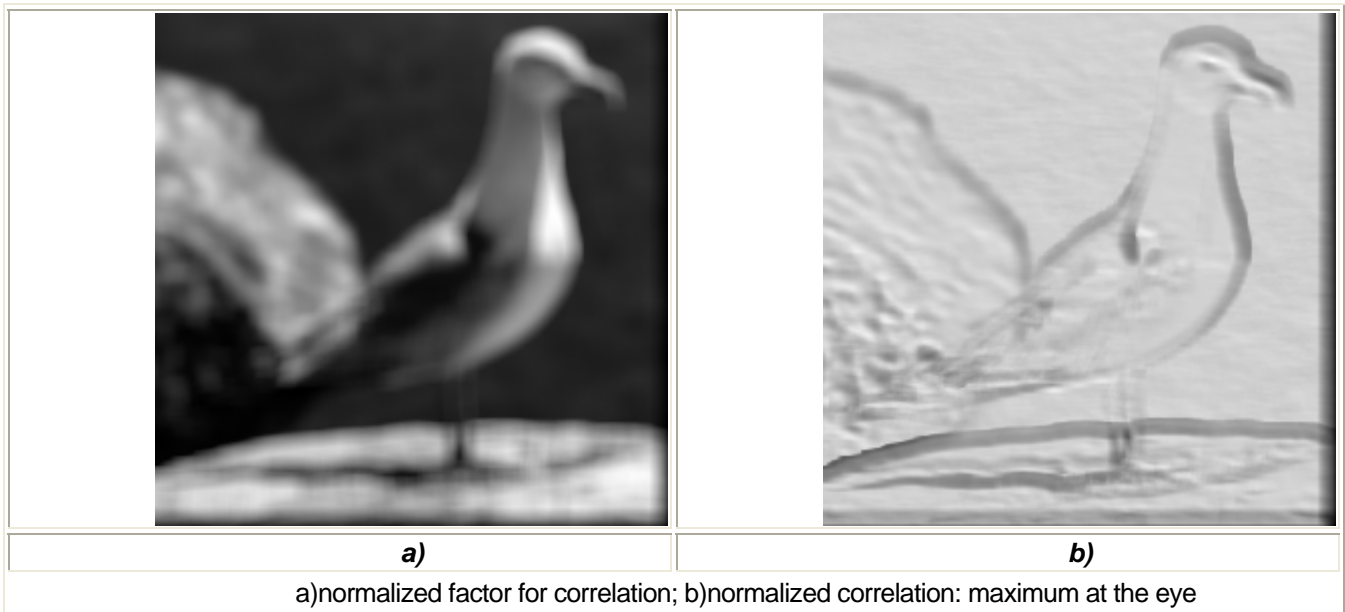 a)
b)
a)normalized factor for correlation; b)normalized correlation: maximum at the eye